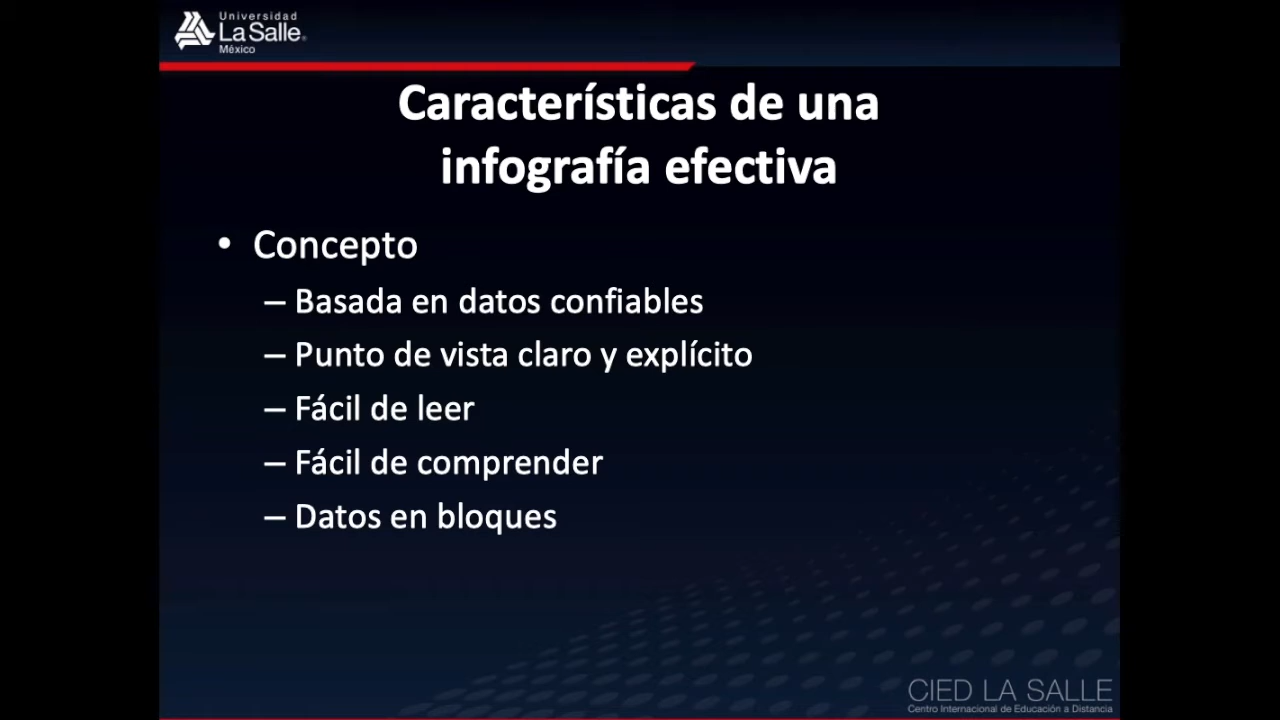 Universidad
La Salle
México
Características de una
infografía efectiva
• Concepto
– Basada en datos confiables
– Punto de vista claro y explícito
– Fácil de leer
– Fácil de comprender
– Datos en bloques
CIED LA SALLE
Centro Internacional de Educación a Distancia